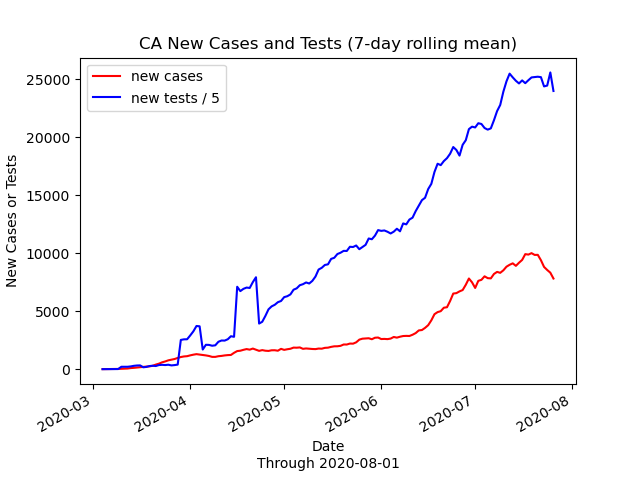 CA New Cases and Tests (7-day rolling mean)
new cases
new tests / 5
25000
20000
15000
10000
5000
0
New Cases or Tests
2020-03
2020-04
2020-05
2020-06
2020-07
2020-08
Date
Through 2020-08-01